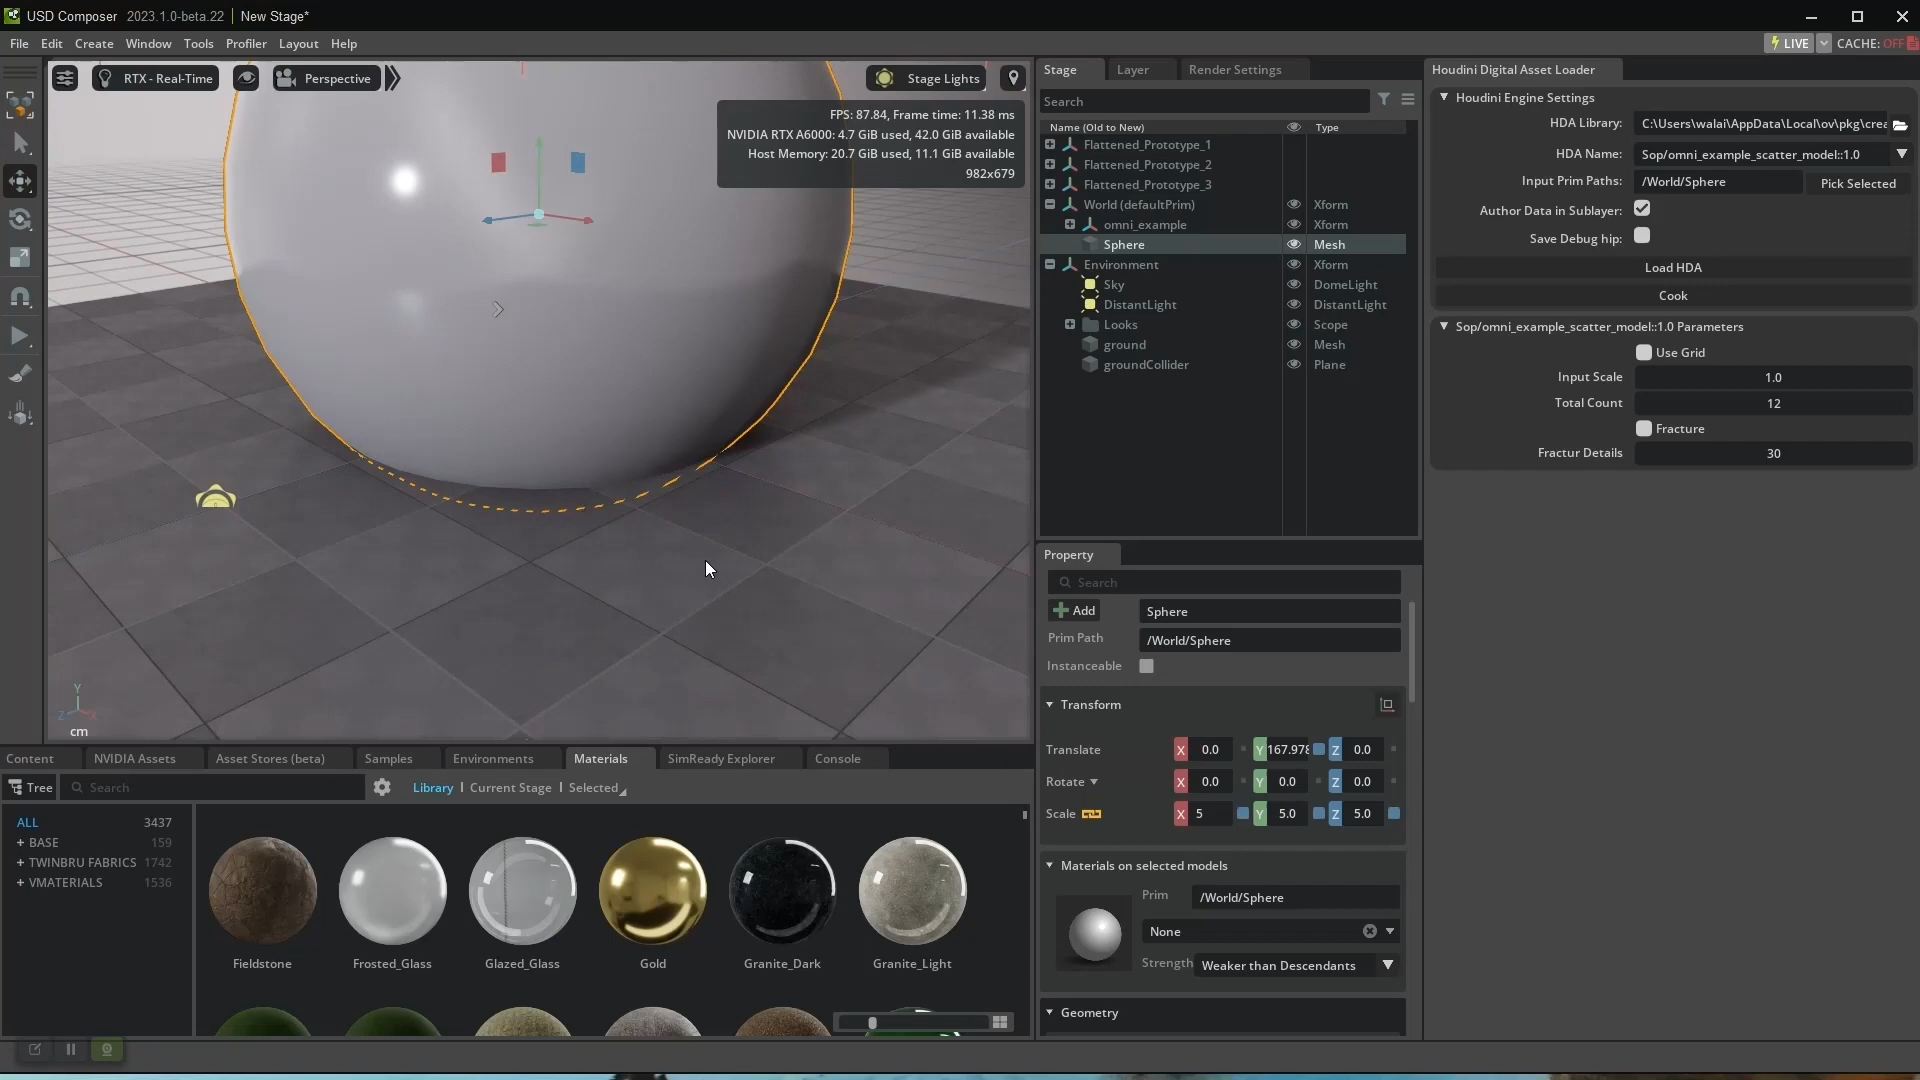 USD Composer 2023.1.0-beta.22 | New Stage*
File Edit Create Window Tools Profiler Layout Help
LIVE CACHE: OFF
RTX - Real-Time
Perspective
Stage Lights
FPS: 87.84, Frame time: 11.38 ms
NVIDIA RTX A6000: 4.7 GiB used, 42.0 GiB available
Host Memory: 20.7 GiB used, 11.1 GiB available
982x679
Y
Z X
cm
Stage Layer Render Settings
Search
Name (Old to New) Type
Flattened_Prototype_1
Flattened_Prototype_2
Flattened_Prototype_3
World (defaultPrim) Xform
omni_example Xform
Sphere Mesh
Environment Xform
Sky DomeLight
DistantLight DistantLight
Looks Scope
ground Mesh
groundCollider Plane
Property
Search
Add Sphere
Prim Path /World/Sphere
Instanceable
Transform
Translate X 0.0 Y 167.978 Z 0.0
Rotate X 0.0 Y 0.0 Z 0.0
Scale X 5 Y 5.0 Z 5.0
Materials on selected models
Prim /World/Sphere
None
Strength Weaker than Descendants
Geometry
Houdini Digital Asset Loader
Houdini Engine Settings
HDA Library: C:\Users\walai\AppData\Local\ov\pkg\crea
HDA Name: Sop/omni_example_scatter_model::1.0
Input Prim Paths: /World/Sphere Pick Selected
Author Data in Sublayer:
Save Debug hip:
Load HDA
Cook
Sop/omni_example_scatter_model::1.0 Parameters
Use Grid
Input Scale 1.0
Total Count 12
Fracture
Fractur Details 30
Content NVIDIA Assets Asset Stores (beta) Samples Environments Materials SimReady Explorer Console
Tree Search Library | Current Stage | Selected
ALL 3437
+ BASE 159
+ TWINBRU FABRICS 1742
+ VMATERIALS 1536
Fieldstone Frosted_Glass Glazed_Glass Gold Granite_Dark Granite_Light